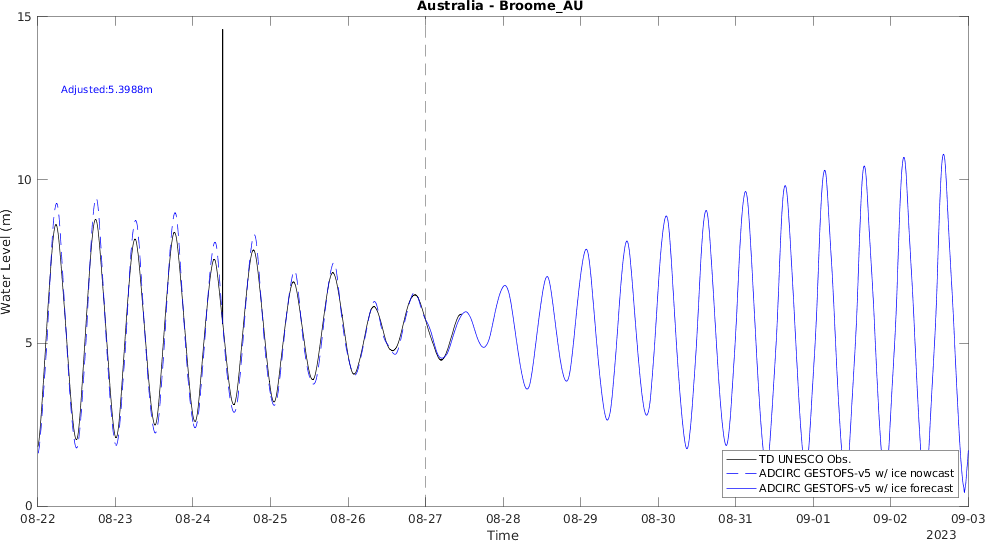 Australia - Broome_AU
15
Adjusted:5.3988m
10
Water Level (m)
5
TD UNESCO Obs.
ADCIRC GESTOFS-v5 w/ ice nowcast
ADCIRC GESTOFS-v5 w/ ice forecast
0
08-22 08-23 08-24 08-25 08-26 08-27 08-28 08-29 08-30 08-31 09-01 09-02 09-03
Time
2023